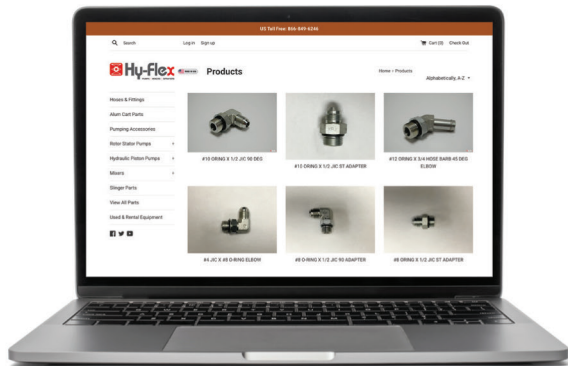 US Toll Free: 866-849-6246
Search
Log in Sign up
Cart (0) Check Out
Hy-Flex
Products
Home › Products
Alphabetically, A-Z
Hoses & Fittings
Alum Cart Parts
Pumping Accessories
Rotor Stator Pumps
Hydraulic Piston Pumps
Mixers
Slinger Parts
View All Parts
Used & Rental Equipment
#10 ORING X 1/2 JIC 90 DEG
#12 ORING X 1/2 JIC ST ADAPTER
#12 ORING X 3/4 HOSE BARB 45 DEG
ELBOW
#4 JIC X #8 O-RING ELBOW
#8 O-RING X 1/2 JIC 90 ADAPTER
#8 ORING X 1/2 JIC ST ADAPTER